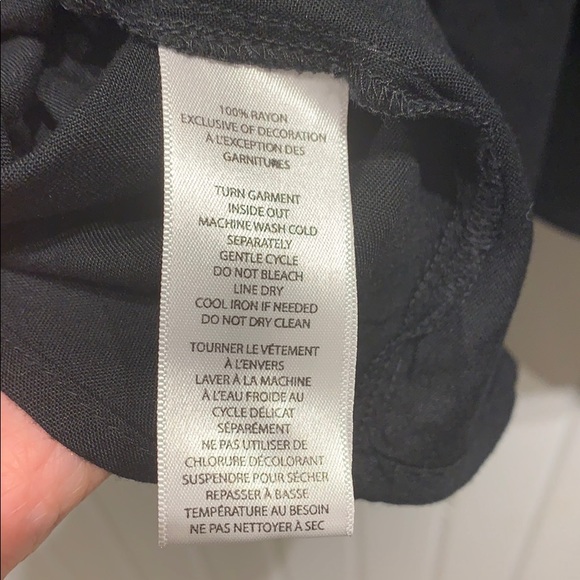 100% RAYON
EXCLUSIVE OF DECORATION
À L'EXCEPTION DES
GARNITURES
TURN GARMENT
INSIDE OUT
MACHINE WASH COLD
SEPARATELY
GENTLE CYCLE
DO NOT BLEACH
LINE DRY
COOL IRON IF NEEDED
DO NOT DRY CLEAN
TOURNER LE VÉTEMENT
À L'ENVERS
LAVER À LA MACHINE
À L'EAU FROIDE AU
CYCLE DÉLICAT
SÉPARÉMENT
NE PAS UTILISER DE
CHLORURE DÉCOLORANT
SUSPENDRE POUR SÉCHER
REPASSER À BASSE
TEMPÉRATURE AU BESOIN
NE PAS NETTOYER À SEC